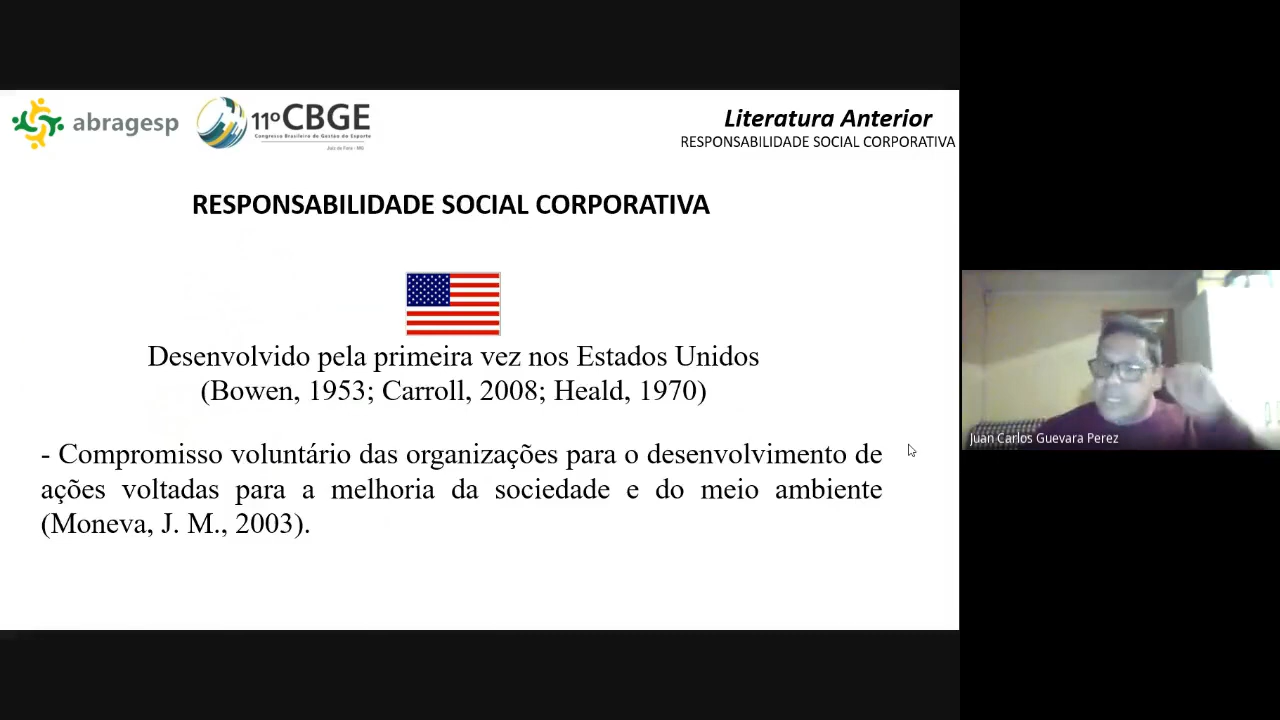 abragesp
11º CBGE
Congresso Brasileiro de Gestão do Esporte
Juiz de Fora - MG
Literatura Anterior
RESPONSABILIDADE SOCIAL CORPORATIVA
RESPONSABILIDADE SOCIAL CORPORATIVA
Desenvolvido pela primeira vez nos Estados Unidos
(Bowen, 1953; Carroll, 2008; Heald, 1970)
- Compromisso voluntário das organizações para o desenvolvimento de
ações voltadas para a melhoria da sociedade e do meio ambiente
(Moneva, J. M., 2003).
Juan Carlos Guevara Perez